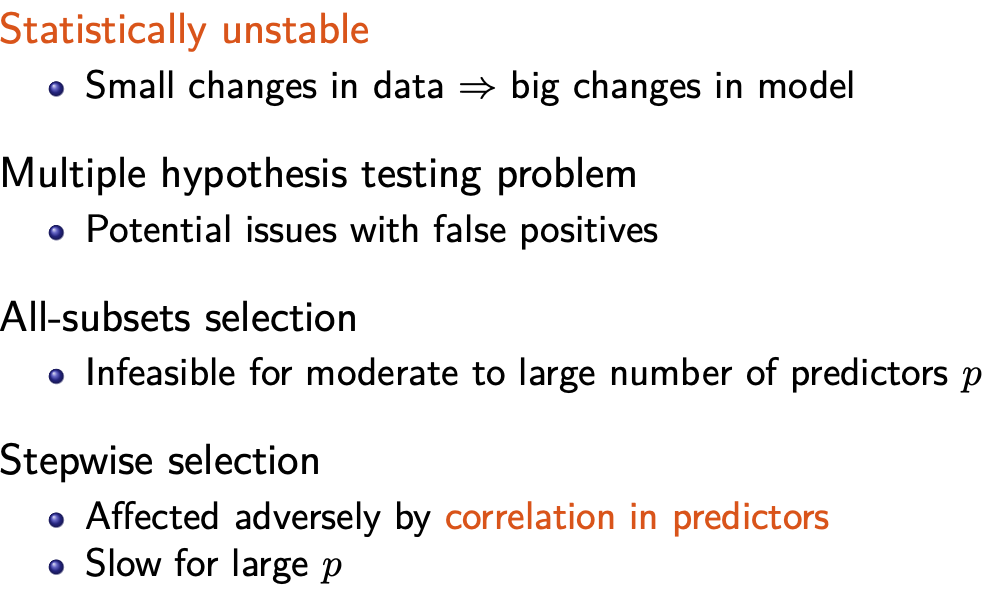 Statistically unstable
Small changes in data ⇒ big changes in model
Multiple hypothesis testing problem
Potential issues with false positives
All-subsets selection
Infeasible for moderate to large number of predictors p
Stepwise selection
Affected adversely by correlation in predictors
Slow for large p